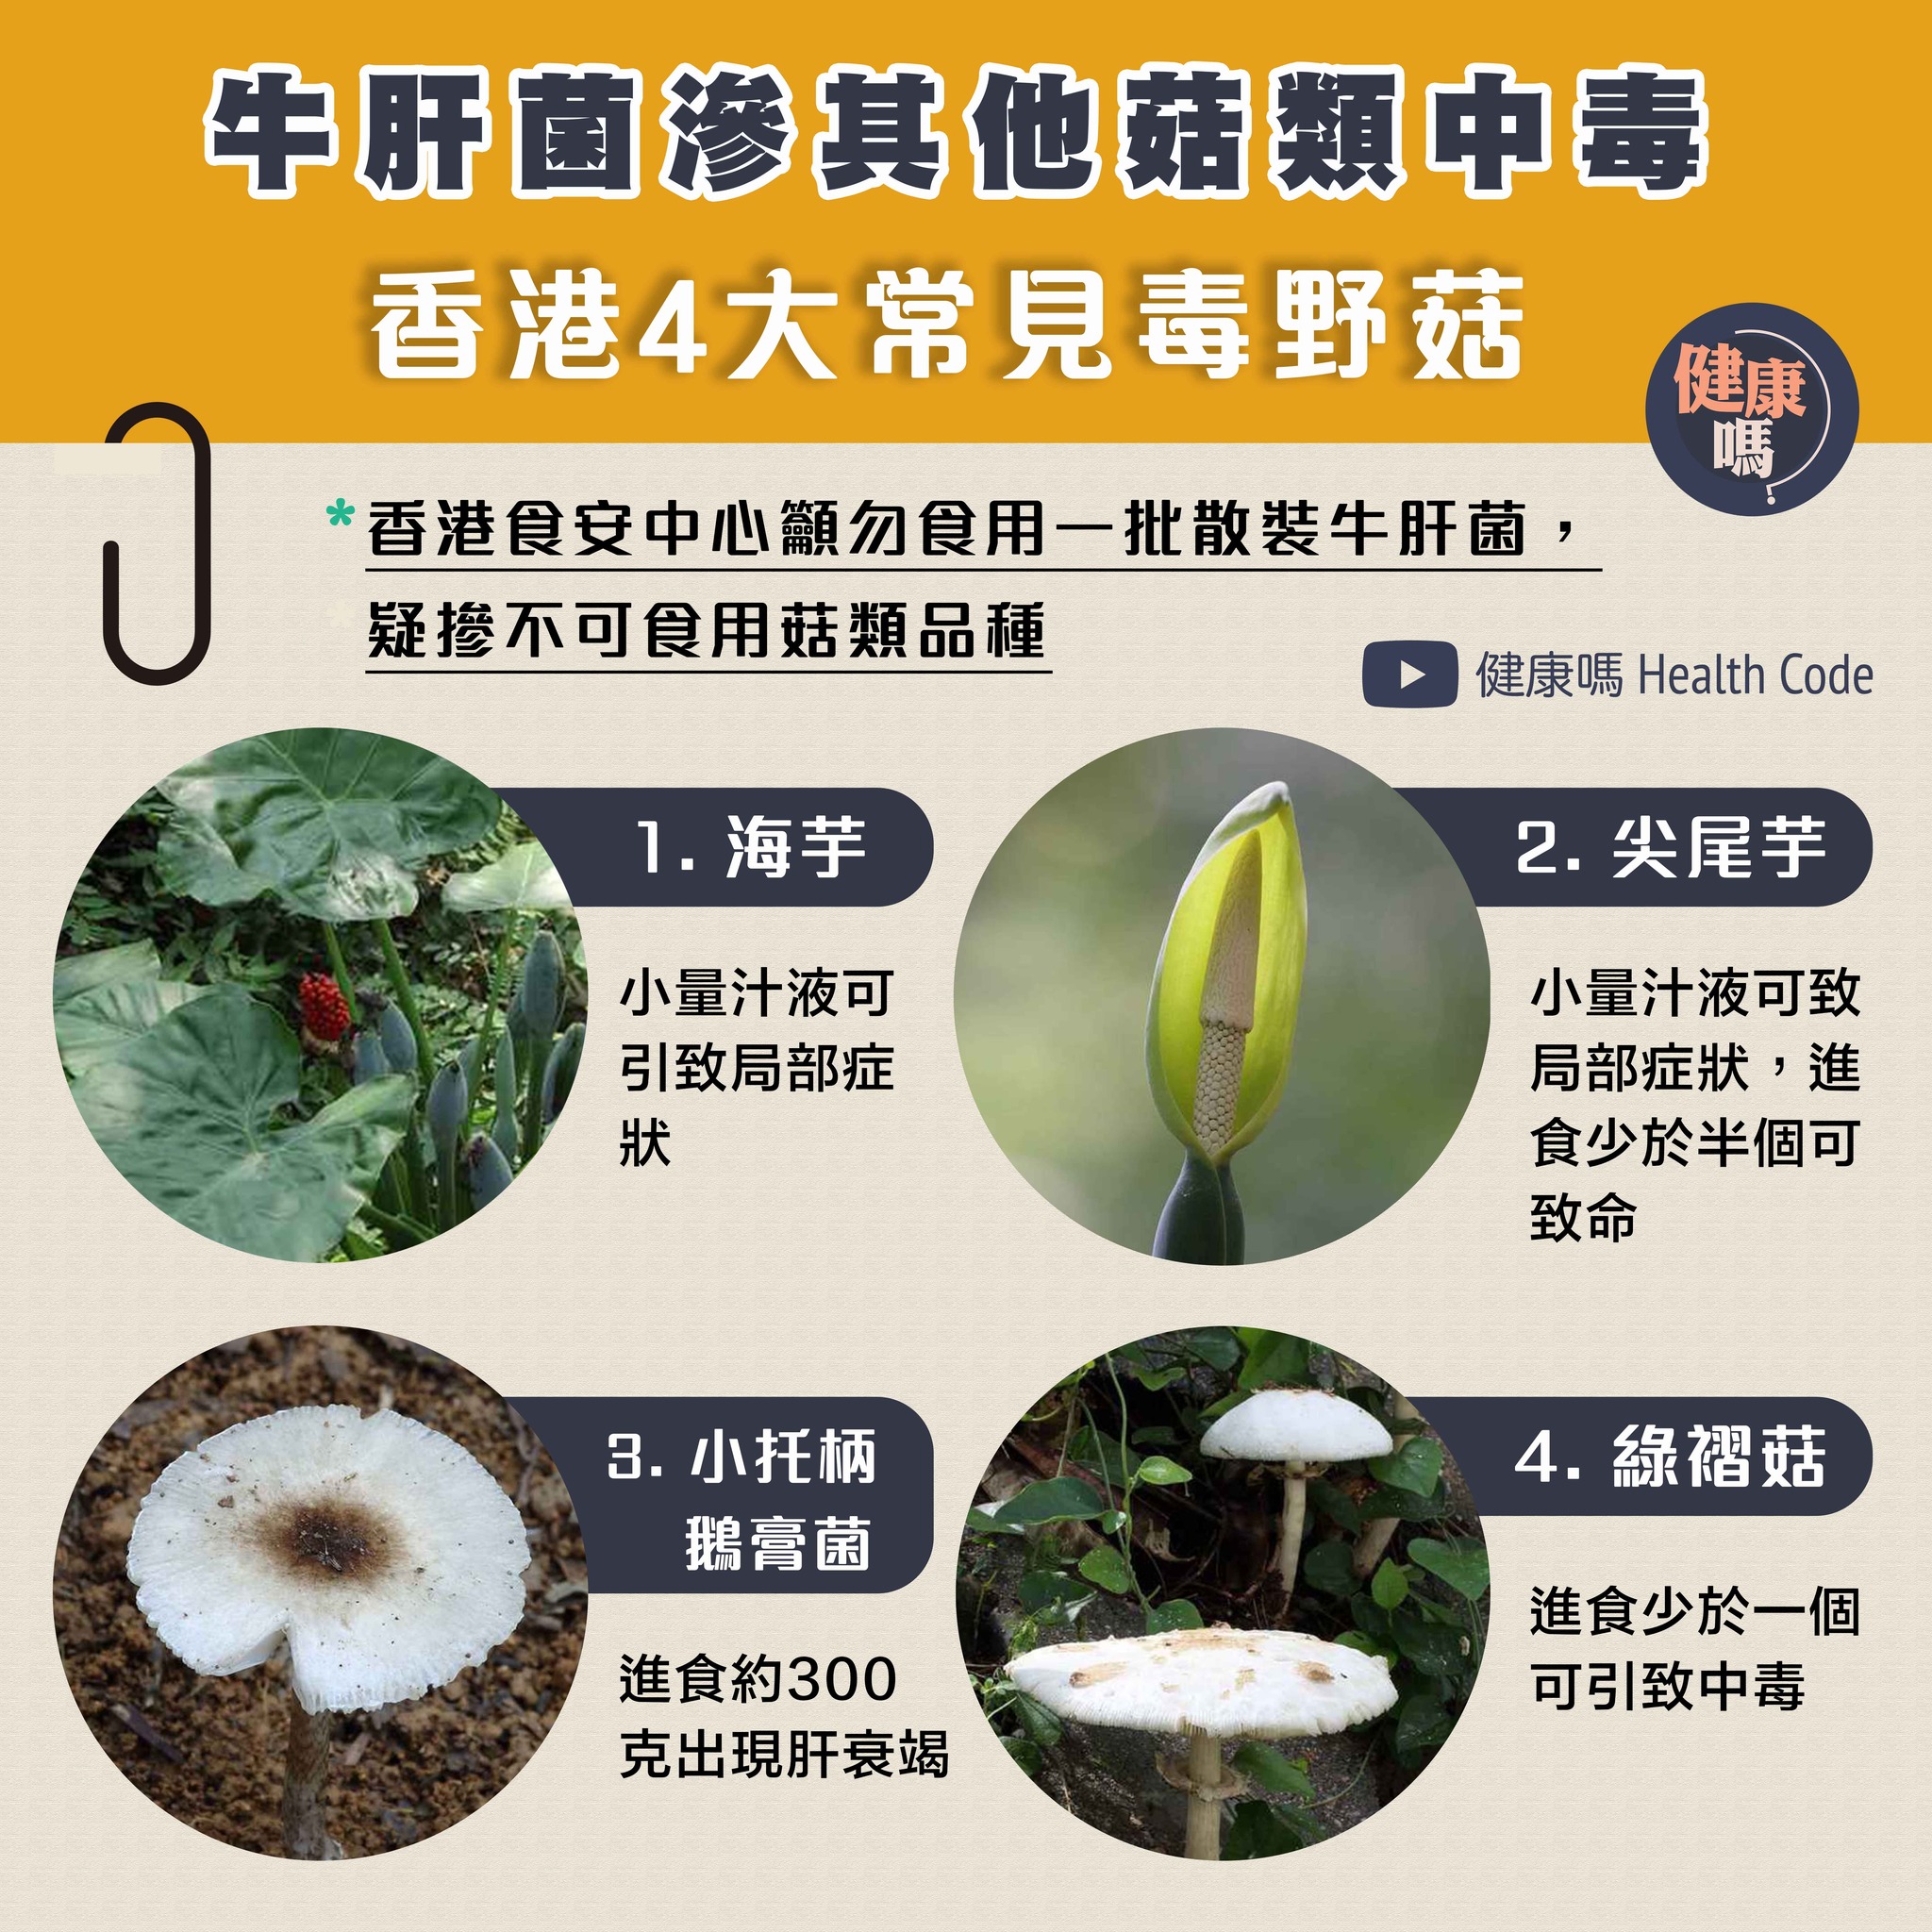 牛肝菌滲其他菇類中毒
香港4大常見毒野菇
健康
嗎?
*香港食安中心籲勿食用一批散裝牛肝菌，
疑摻不可食用菇類品種
健康嗎 Health Code
1. 海芋
小量汁液可
引致局部症
狀
2. 尖尾芋
小量汁液可致
局部症狀，進
食少於半個可
致命
3. 小托柄
鵝膏菌
進食約300
克出現肝衰竭
4. 綠褶菇
進食少於一個
可引致中毒